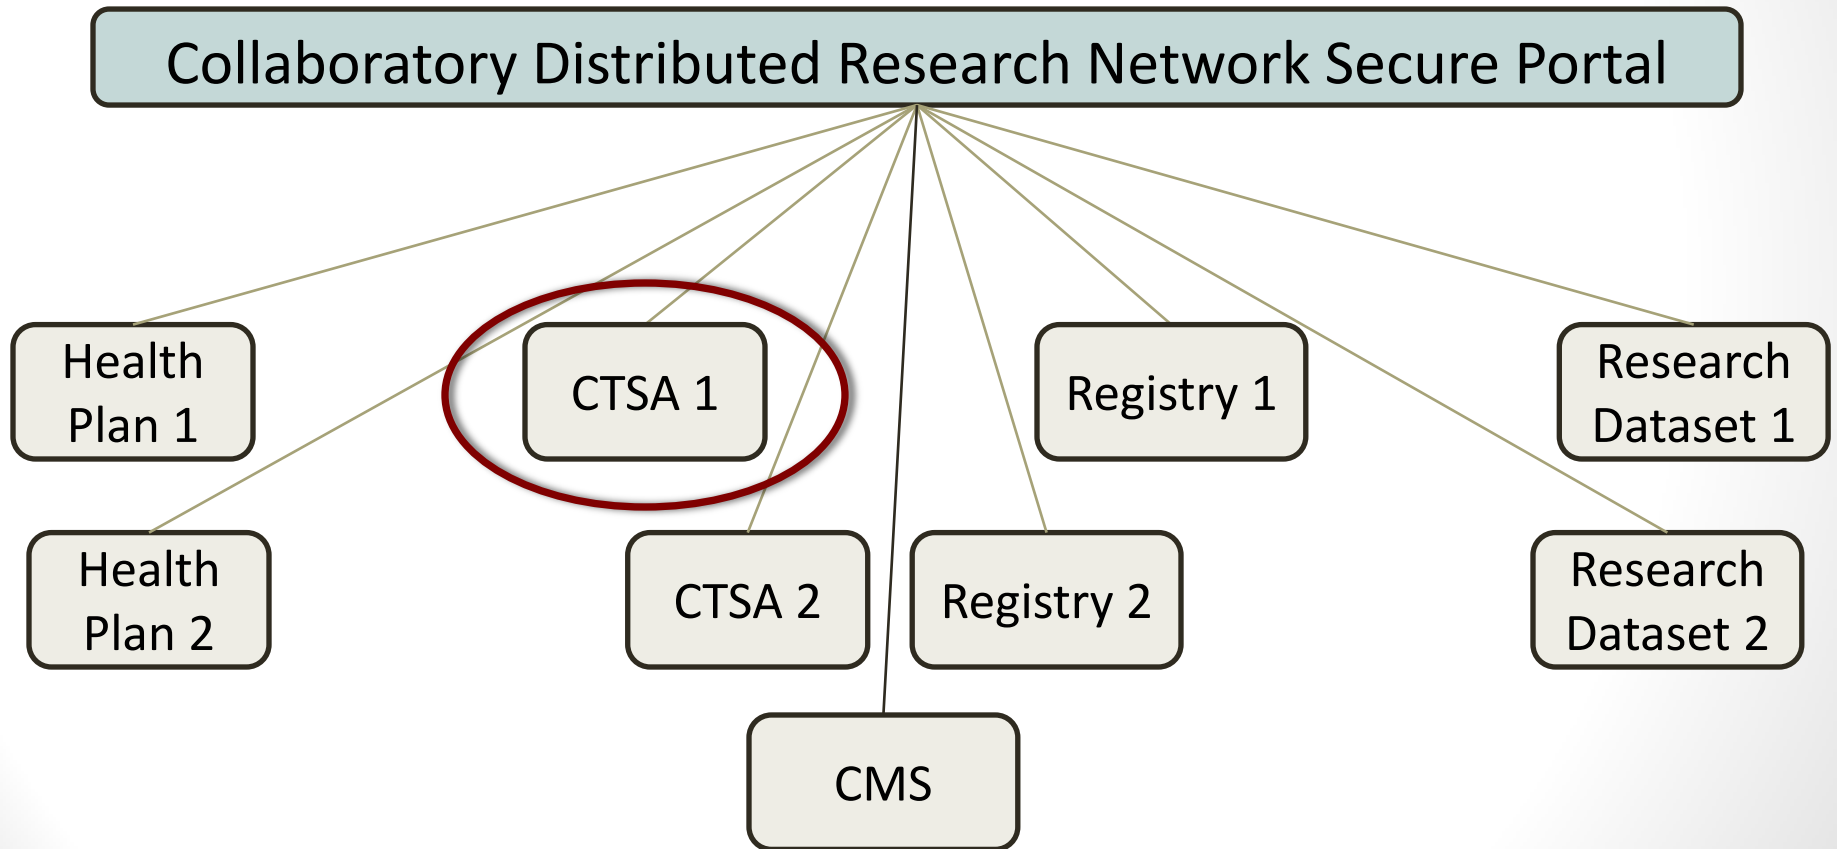 Collaboratory Distributed Research Network Secure Portal
Health
Plan 1
CTSA 1
Registry 1
Research
Dataset 1
Health
Plan 2
CTSA 2
Registry 2
Research
Dataset 2
CMS